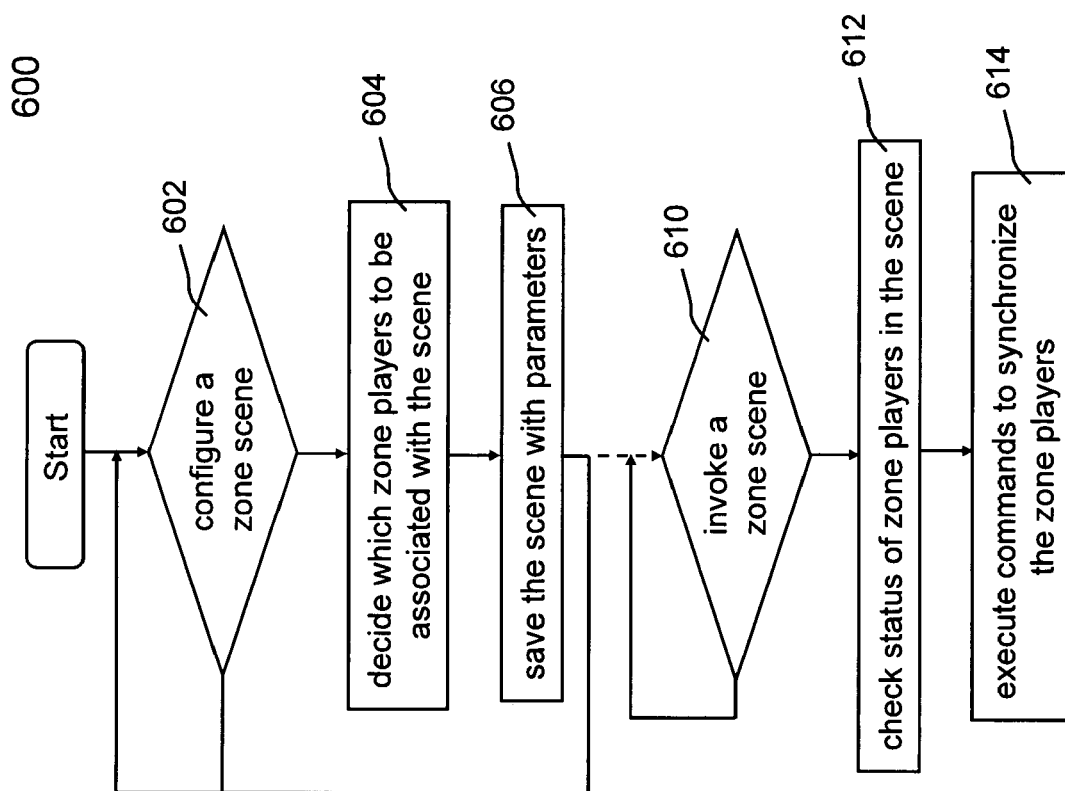 600
Start
602
configure a
zone scene
604
decide which zone players to be
associated with the scene
606
save the scene with parameters
610
invoke a
zone scene
612
check status of zone players in the scene
614
execute commands to synchronize
the zone players